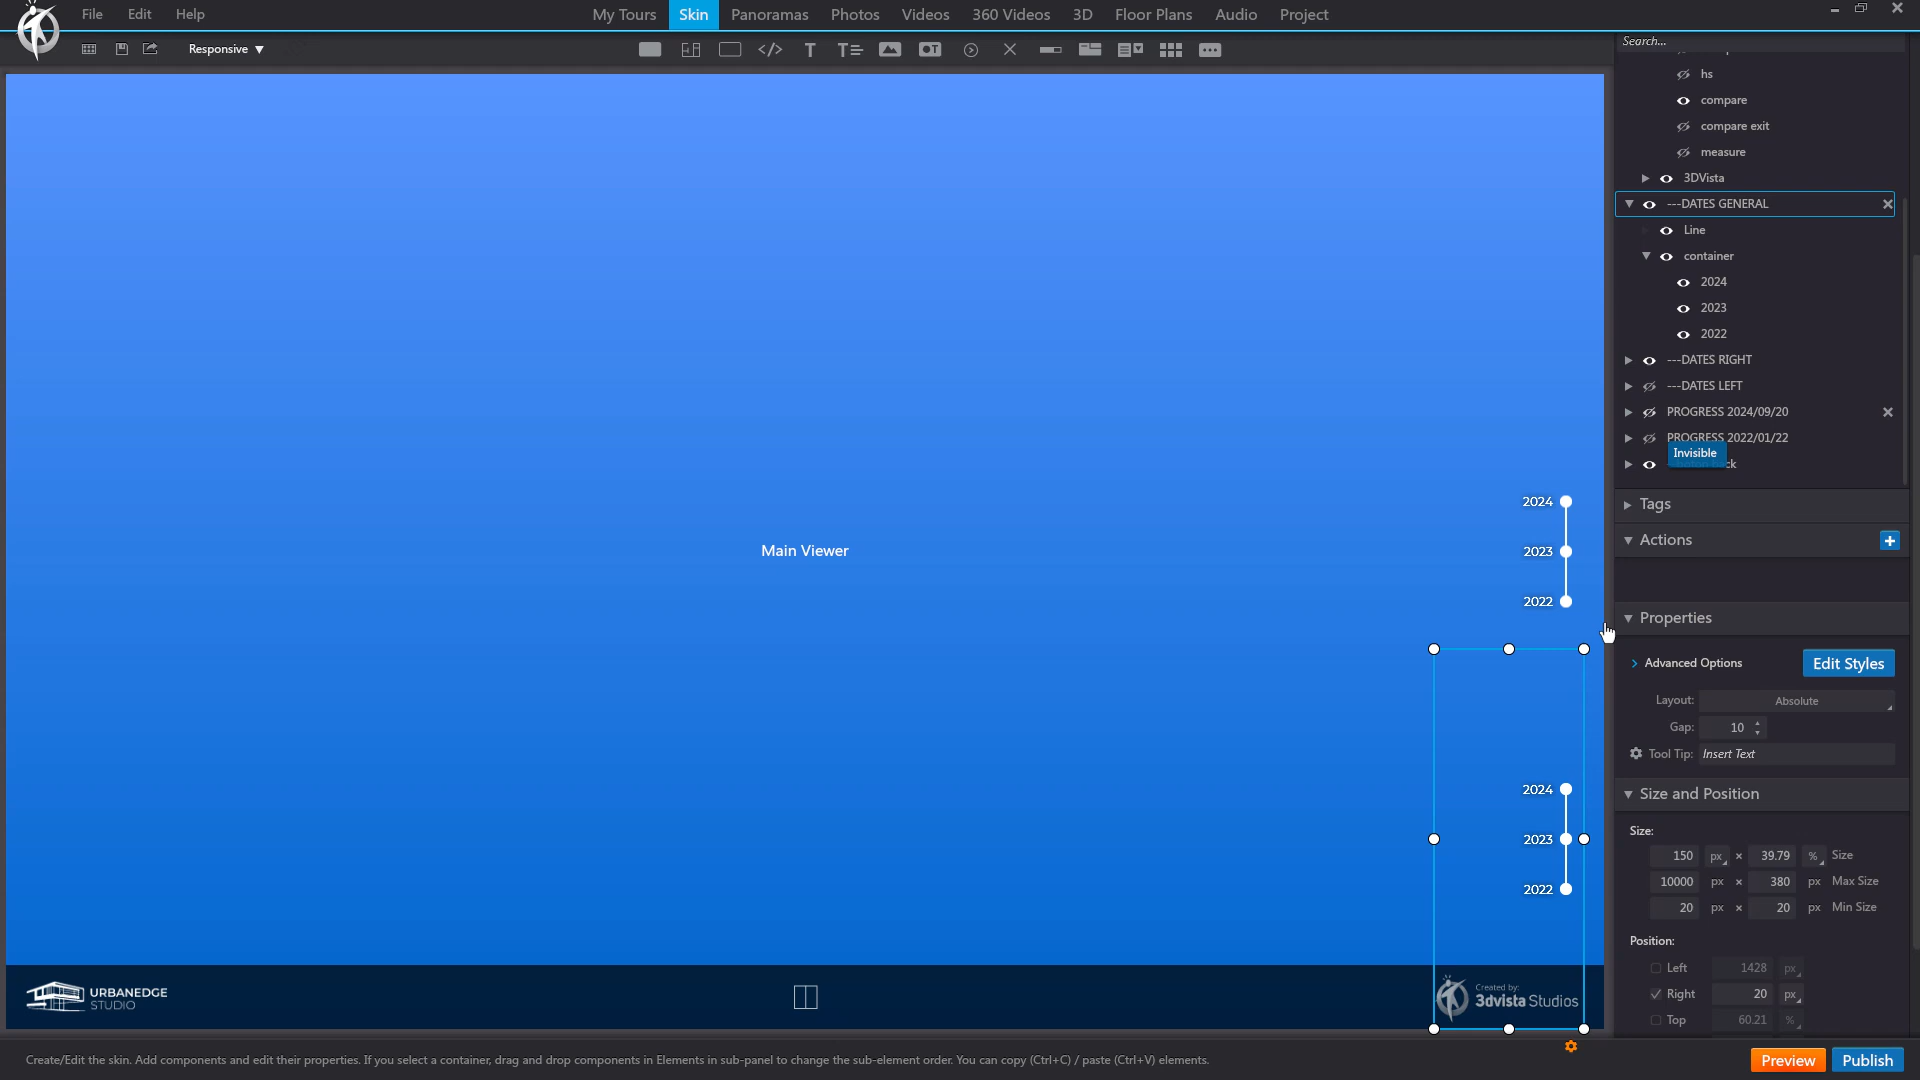 File Edit Help
My Tours Skin Panoramas Photos Videos 360 Videos 3D Floor Plans Audio Project
Responsive
Search...
hs
compare
compare exit
measure
3DVista
---DATES GENERAL
Line
container
2024
2023
2022
---DATES RIGHT
---DATES LEFT
PROGRESS 2024/09/20
PROGRESS 2022/01/22
Invisible
Tags
Actions
Properties
Advanced Options Edit Styles
Layout: Absolute
Gap: 10
Tool Tip: Insert Text
Size and Position
Size:
150 px × 39.79 % Size
10000 px × 380 px Max Size
20 px × 20 px Min Size
Position:
Left 1428 px
Right 20 px
Top 60.21 %
2024
2023
2022
Main Viewer
2024
2023
2022
URBANEDGE
STUDIO
Created by:
3dvista Studios
Create/Edit the skin. Add components and edit their properties. If you select a container, drag and drop components in Elements in sub-panel to change the sub-element order. You can copy (Ctrl+C) / paste (Ctrl+V) elements.
Preview Publish